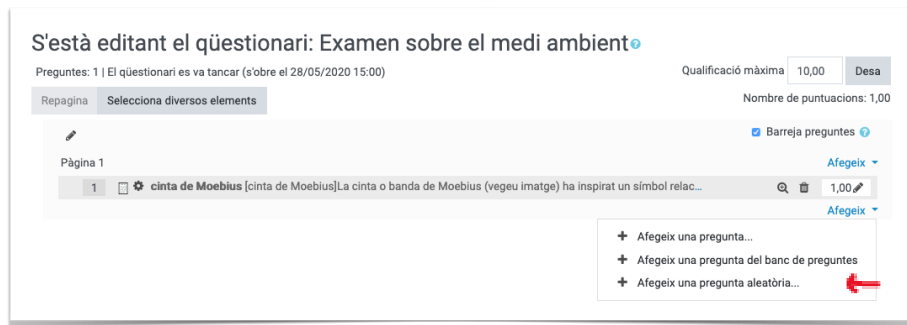 S'està editant el qüestionari: Examen sobre el medi ambient
Preguntes: 1 | El qüestionari es va tancar (s'obre el 28/05/2020 15:00)
Qualificació màxima 10,00 Desa
Repagina Selecciona diversos elements
Nombre de puntuacions: 1,00
Barreja preguntes
Pàgina 1
Afegeix
1 cinta de Moebius [cinta de Moebius]La cinta o banda de Moebius (vegeu imatge) ha inspirat un símbol relac... 1,00
Afegeix
Afegeix una pregunta...
Afegeix una pregunta del banc de preguntes
Afegeix una pregunta aleatòria...